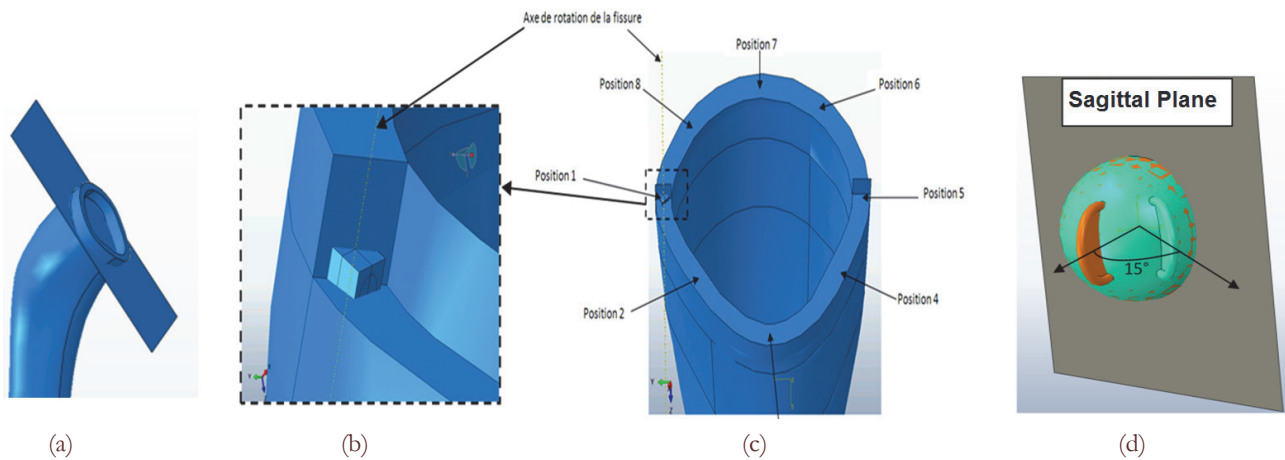 Axe de rotation de la fissure
Position 7
Position 8
Position 6
Sagittal Plane
Position 1
Position 5
15°
Position 2
Position 4
Y
Z
Y
Z
(a)
(b)
(c)
(d)